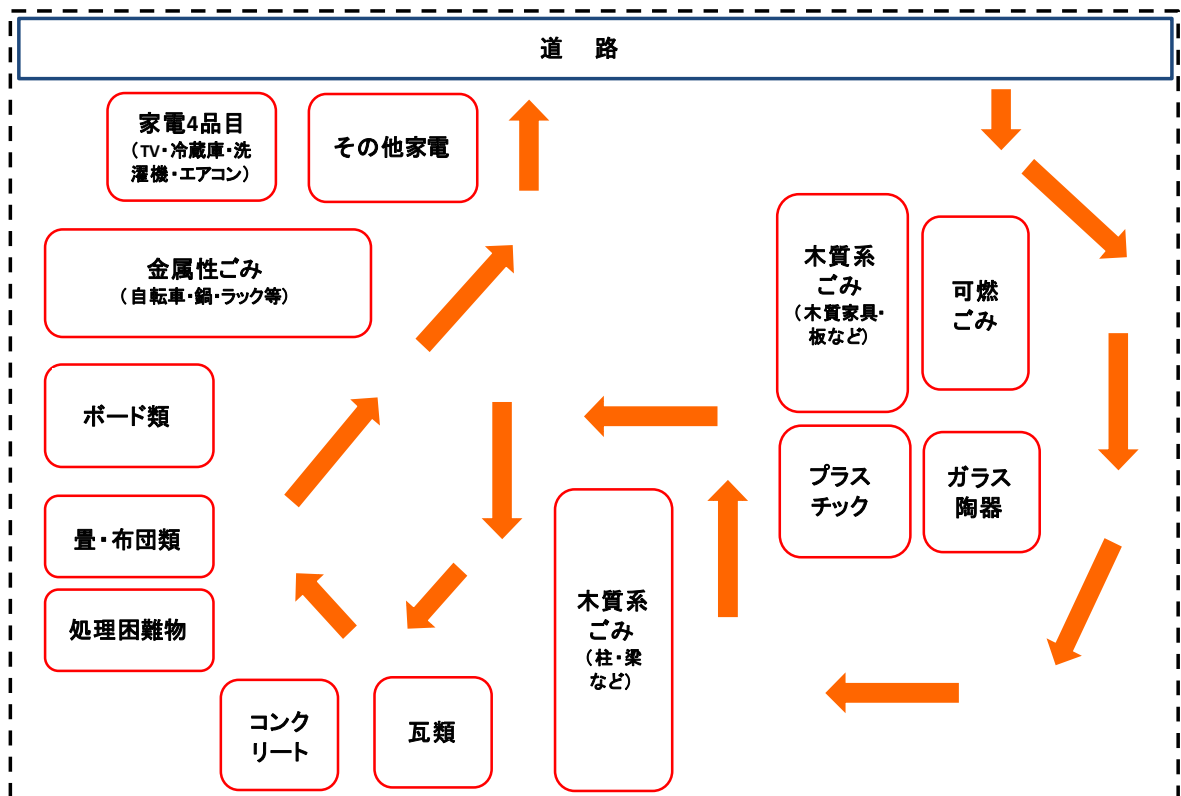 道　路
家電4品目
（TV・冷蔵庫・洗
濯機・エアコン）
その他家電
金属性ごみ
（自転車・鍋・ラック等）
木質系
ごみ
（木質家具・
板など）
可燃
ごみ
ボード類
プラス
チック
ガラス
陶器
畳・布団類
処理困難物
木質系
ごみ
（柱・梁
など）
コンク
リート
瓦類